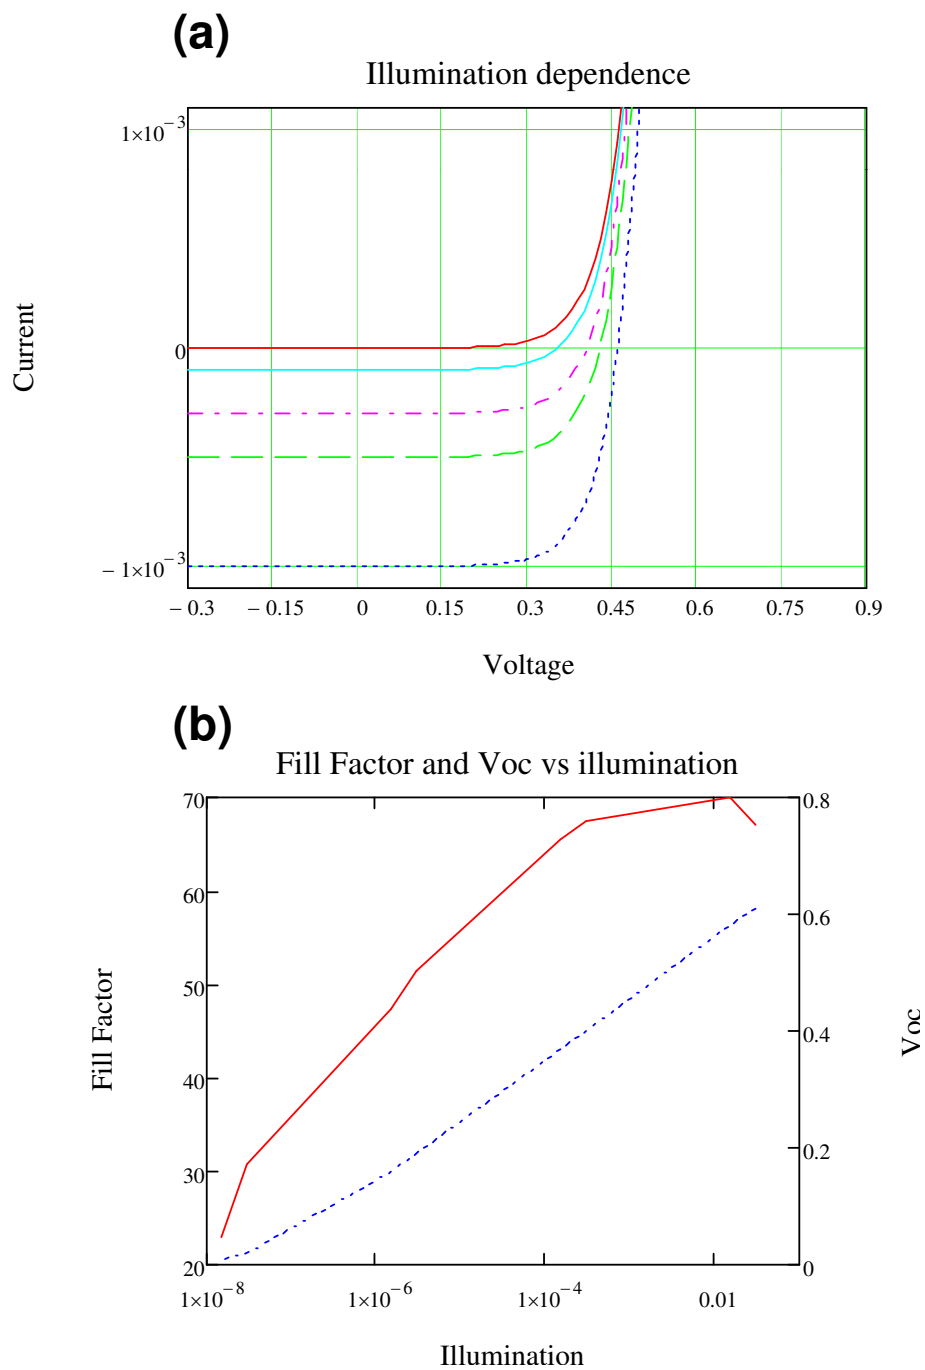 (a)
Illumination dependence
1×10⁻³
0
− 1×10⁻³
Current
− 0.3 − 0.15 0 0.15 0.3 0.45 0.6 0.75 0.9
Voltage
(b)
Fill Factor and Voc vs illumination
70
60
50
40
30
20
Fill Factor
0.8
0.6
0.4
0.2
0
Voc
1×10⁻⁸ 1×10⁻⁶ 1×10⁻⁴ 0.01
Illumination